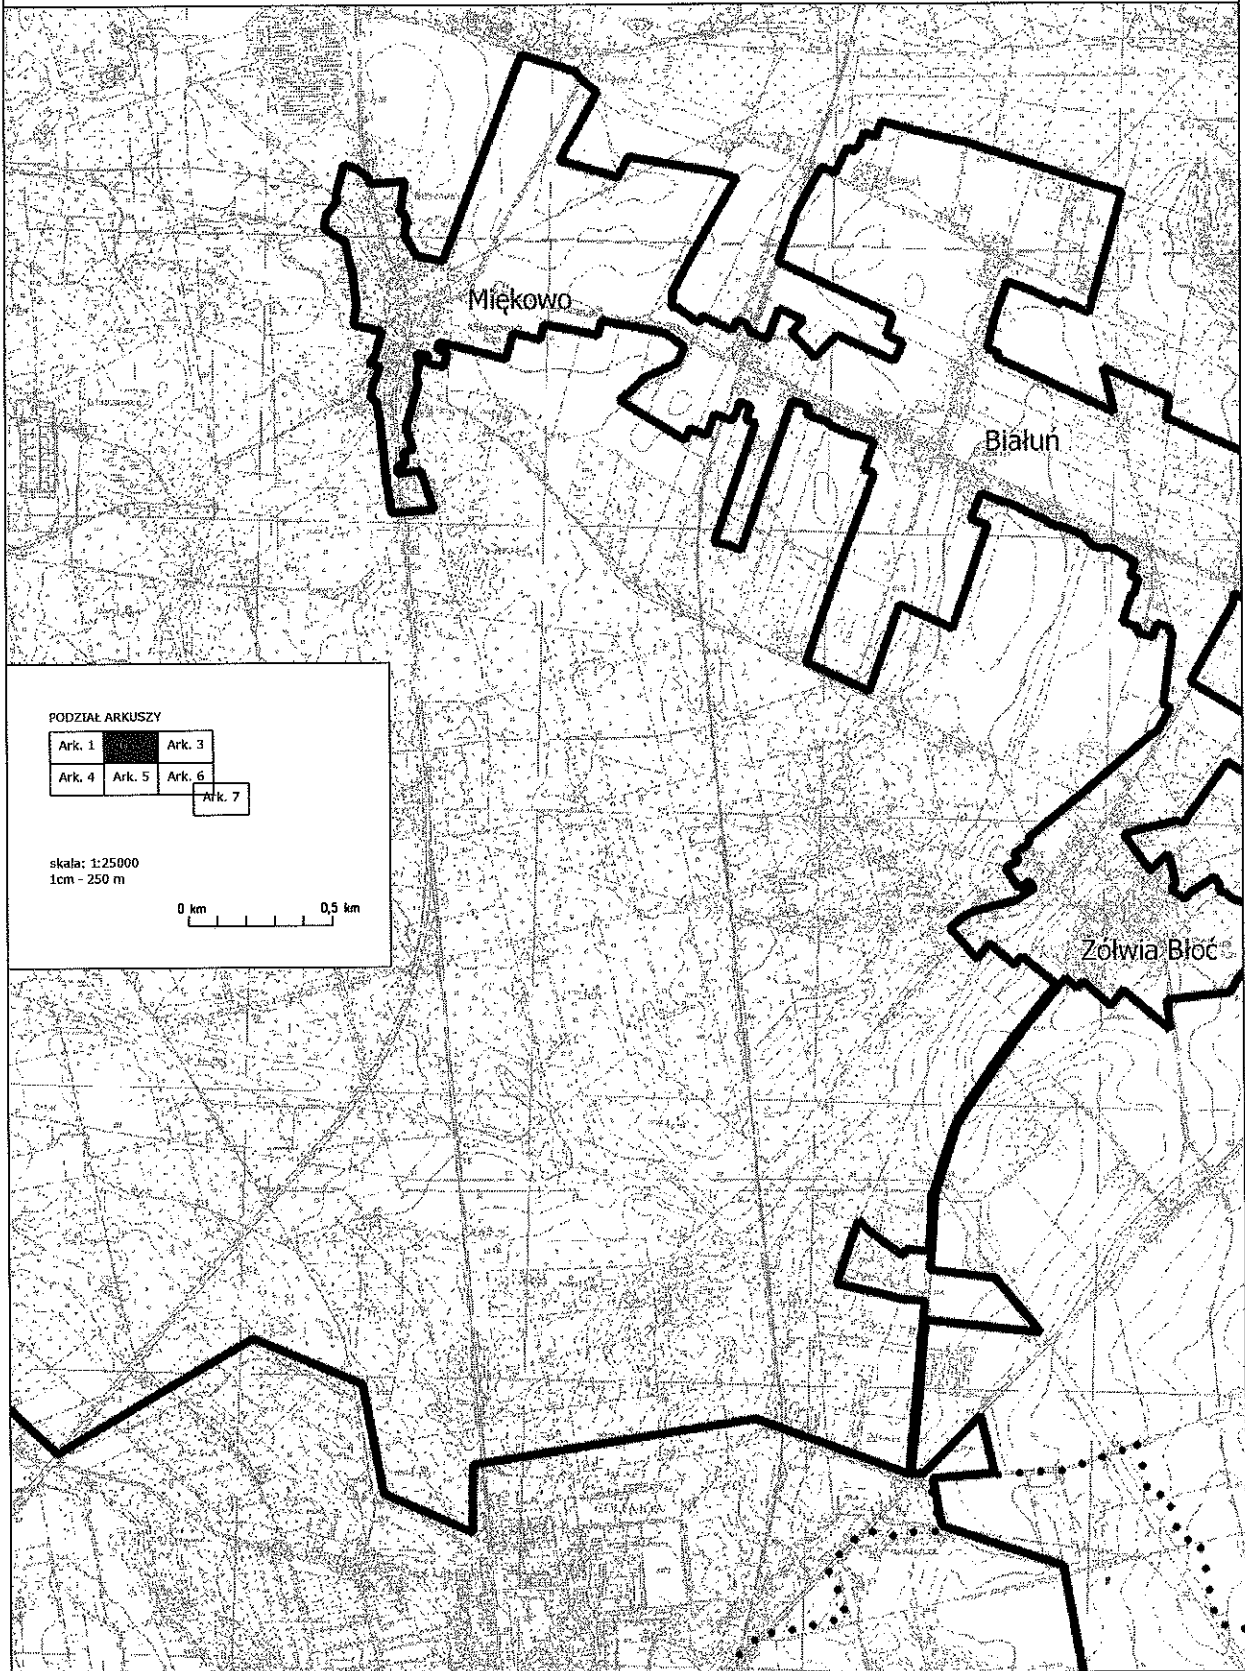 Miękowo
Białuń
PODZIAŁ ARKUSZY
Ark. 1 Ark. 3
Ark. 4 Ark. 5 Ark. 6
Ark. 7
skala: 1:25000
1cm - 250 m
0 km 0,5 km
Żółwia Błoć